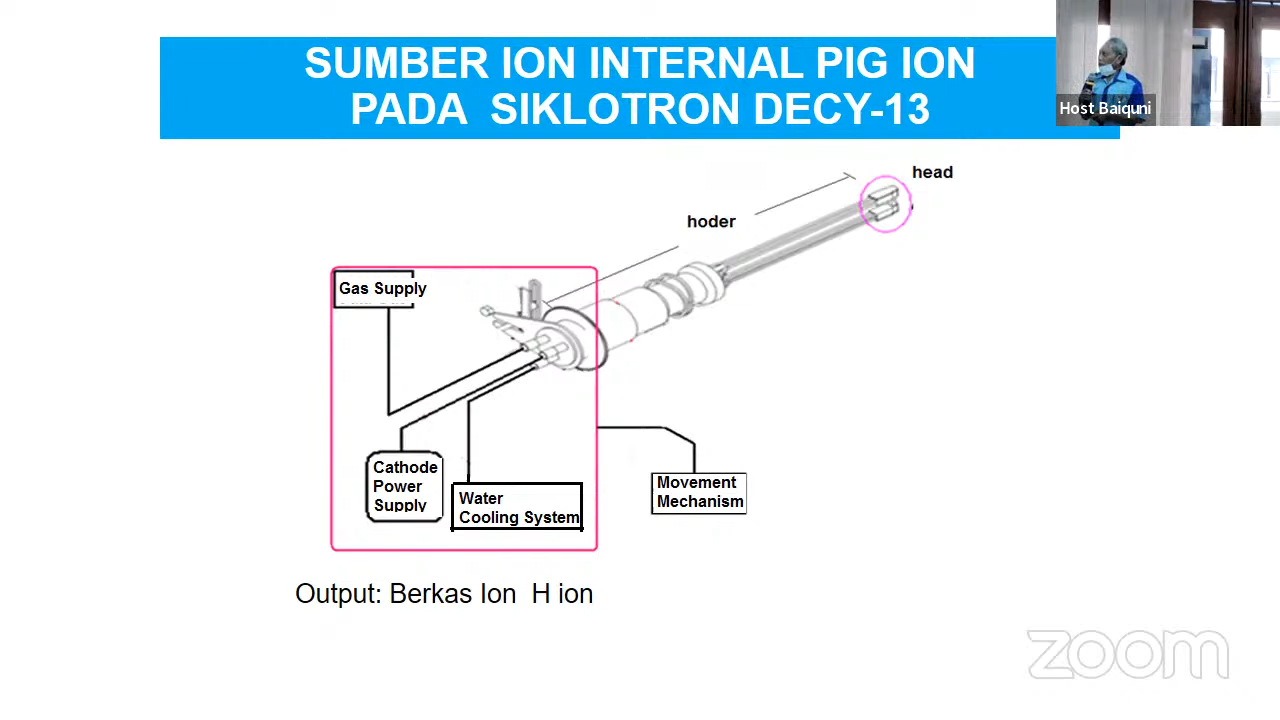 SUMBER ION INTERNAL PIG ION
PADA SIKLOTRON DECY-13
Host Baiquni
head
hoder
Gas Supply
Cathode
Power
Supply
Water
Cooling System
Movement
Mechanism
Output: Berkas Ion H ion
zoom